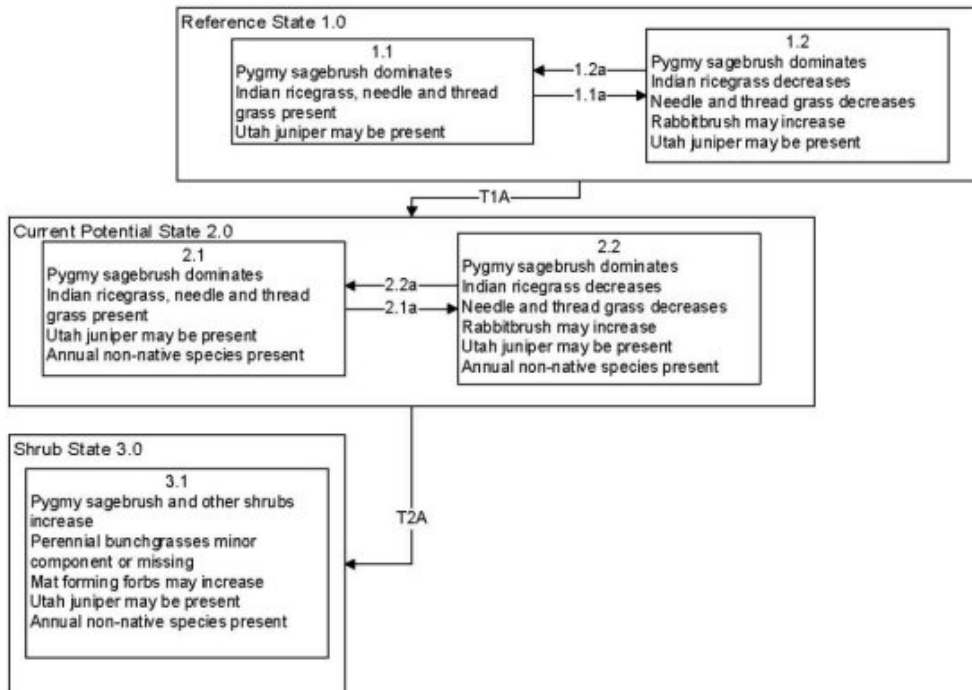 Reference State 1.0
1.1
Pygmy sagebrush dominates
Indian ricegrass, needle and thread
grass present
Utah juniper may be present
1.2a
1.1a
1.2
Pygmy sagebrush dominates
Indian ricegrass decreases
Needle and thread grass decreases
Rabbitbrush may increase
Utah juniper may be present
T1A
Current Potential State 2.0
2.1
Pygmy sagebrush dominates
Indian ricegrass, needle and thread
grass present
Utah juniper may be present
Annual non-native species present
2.2a
2.1a
2.2
Pygmy sagebrush dominates
Indian ricegrass decreases
Needle and thread grass decreases
Rabbitbrush may increase
Utah juniper may be present
Annual non-native species present
T2A
Shrub State 3.0
3.1
Pygmy sagebrush and other shrubs
increase
Perennial bunchgrasses minor
component or missing
Mat forming forbs may increase
Utah juniper may be present
Annual non-native species present